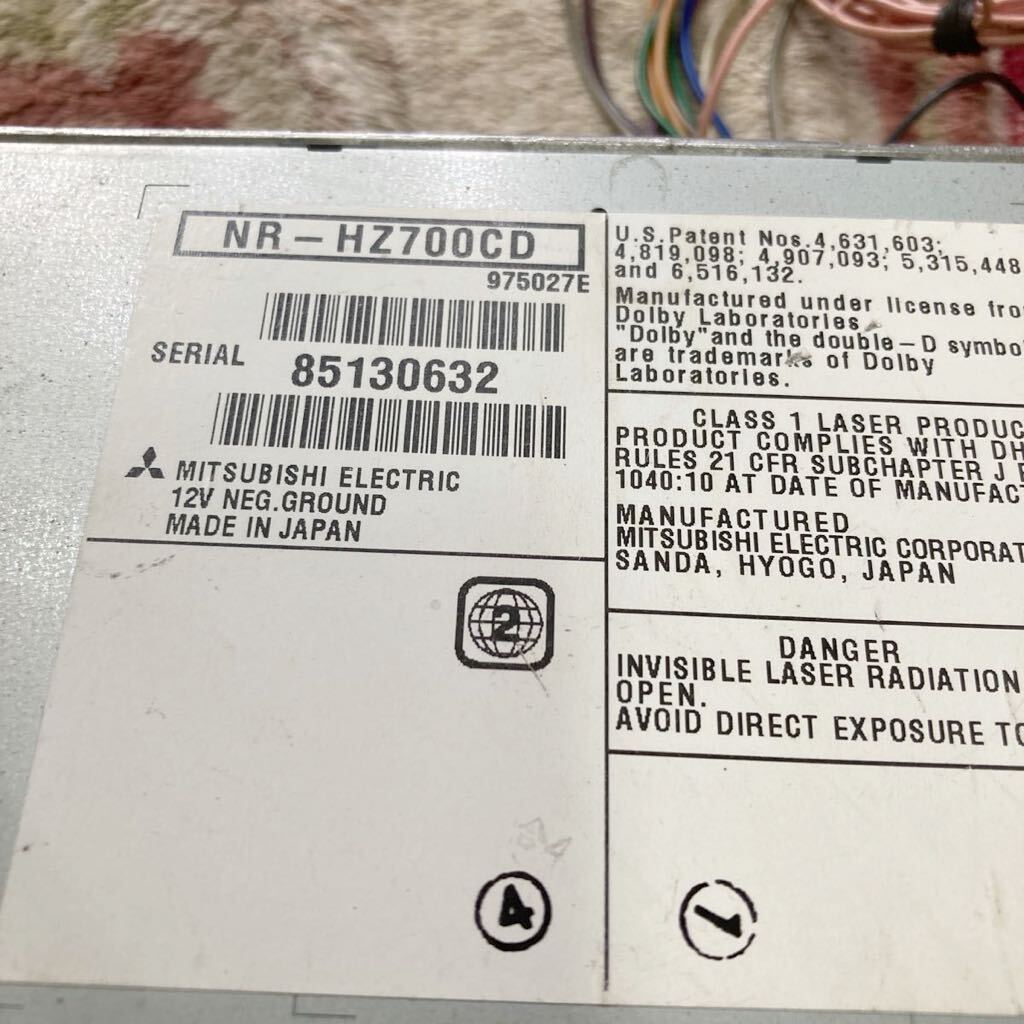 NR-HZ700CD
975027E
SERIAL 85130632
MITSUBISHI ELECTRIC
12V NEG.GROUND
MADE IN JAPAN
2
4
U.S.Patent Nos.4,631,603;
4,819,098; 4,907,093; 5,315,448
and 6,516,132.
Manufactured under license
Dolby Laboratories.
"Dolby"and the double-D
are trademarks of Dolby
Laboratories.
CLASS 1 LASER
PRODUCT COMPLIES WITH
RULES 21 CFR SUBCHAPTER J
1040:10 AT DATE OF
MANUFACTURED
MITSUBISHI ELECTRIC
SANDA, HYOGO, JAPAN
DANGER
INVISIBLE LASER RADIATION
OPEN.
AVOID DIRECT EXPOSURE
1